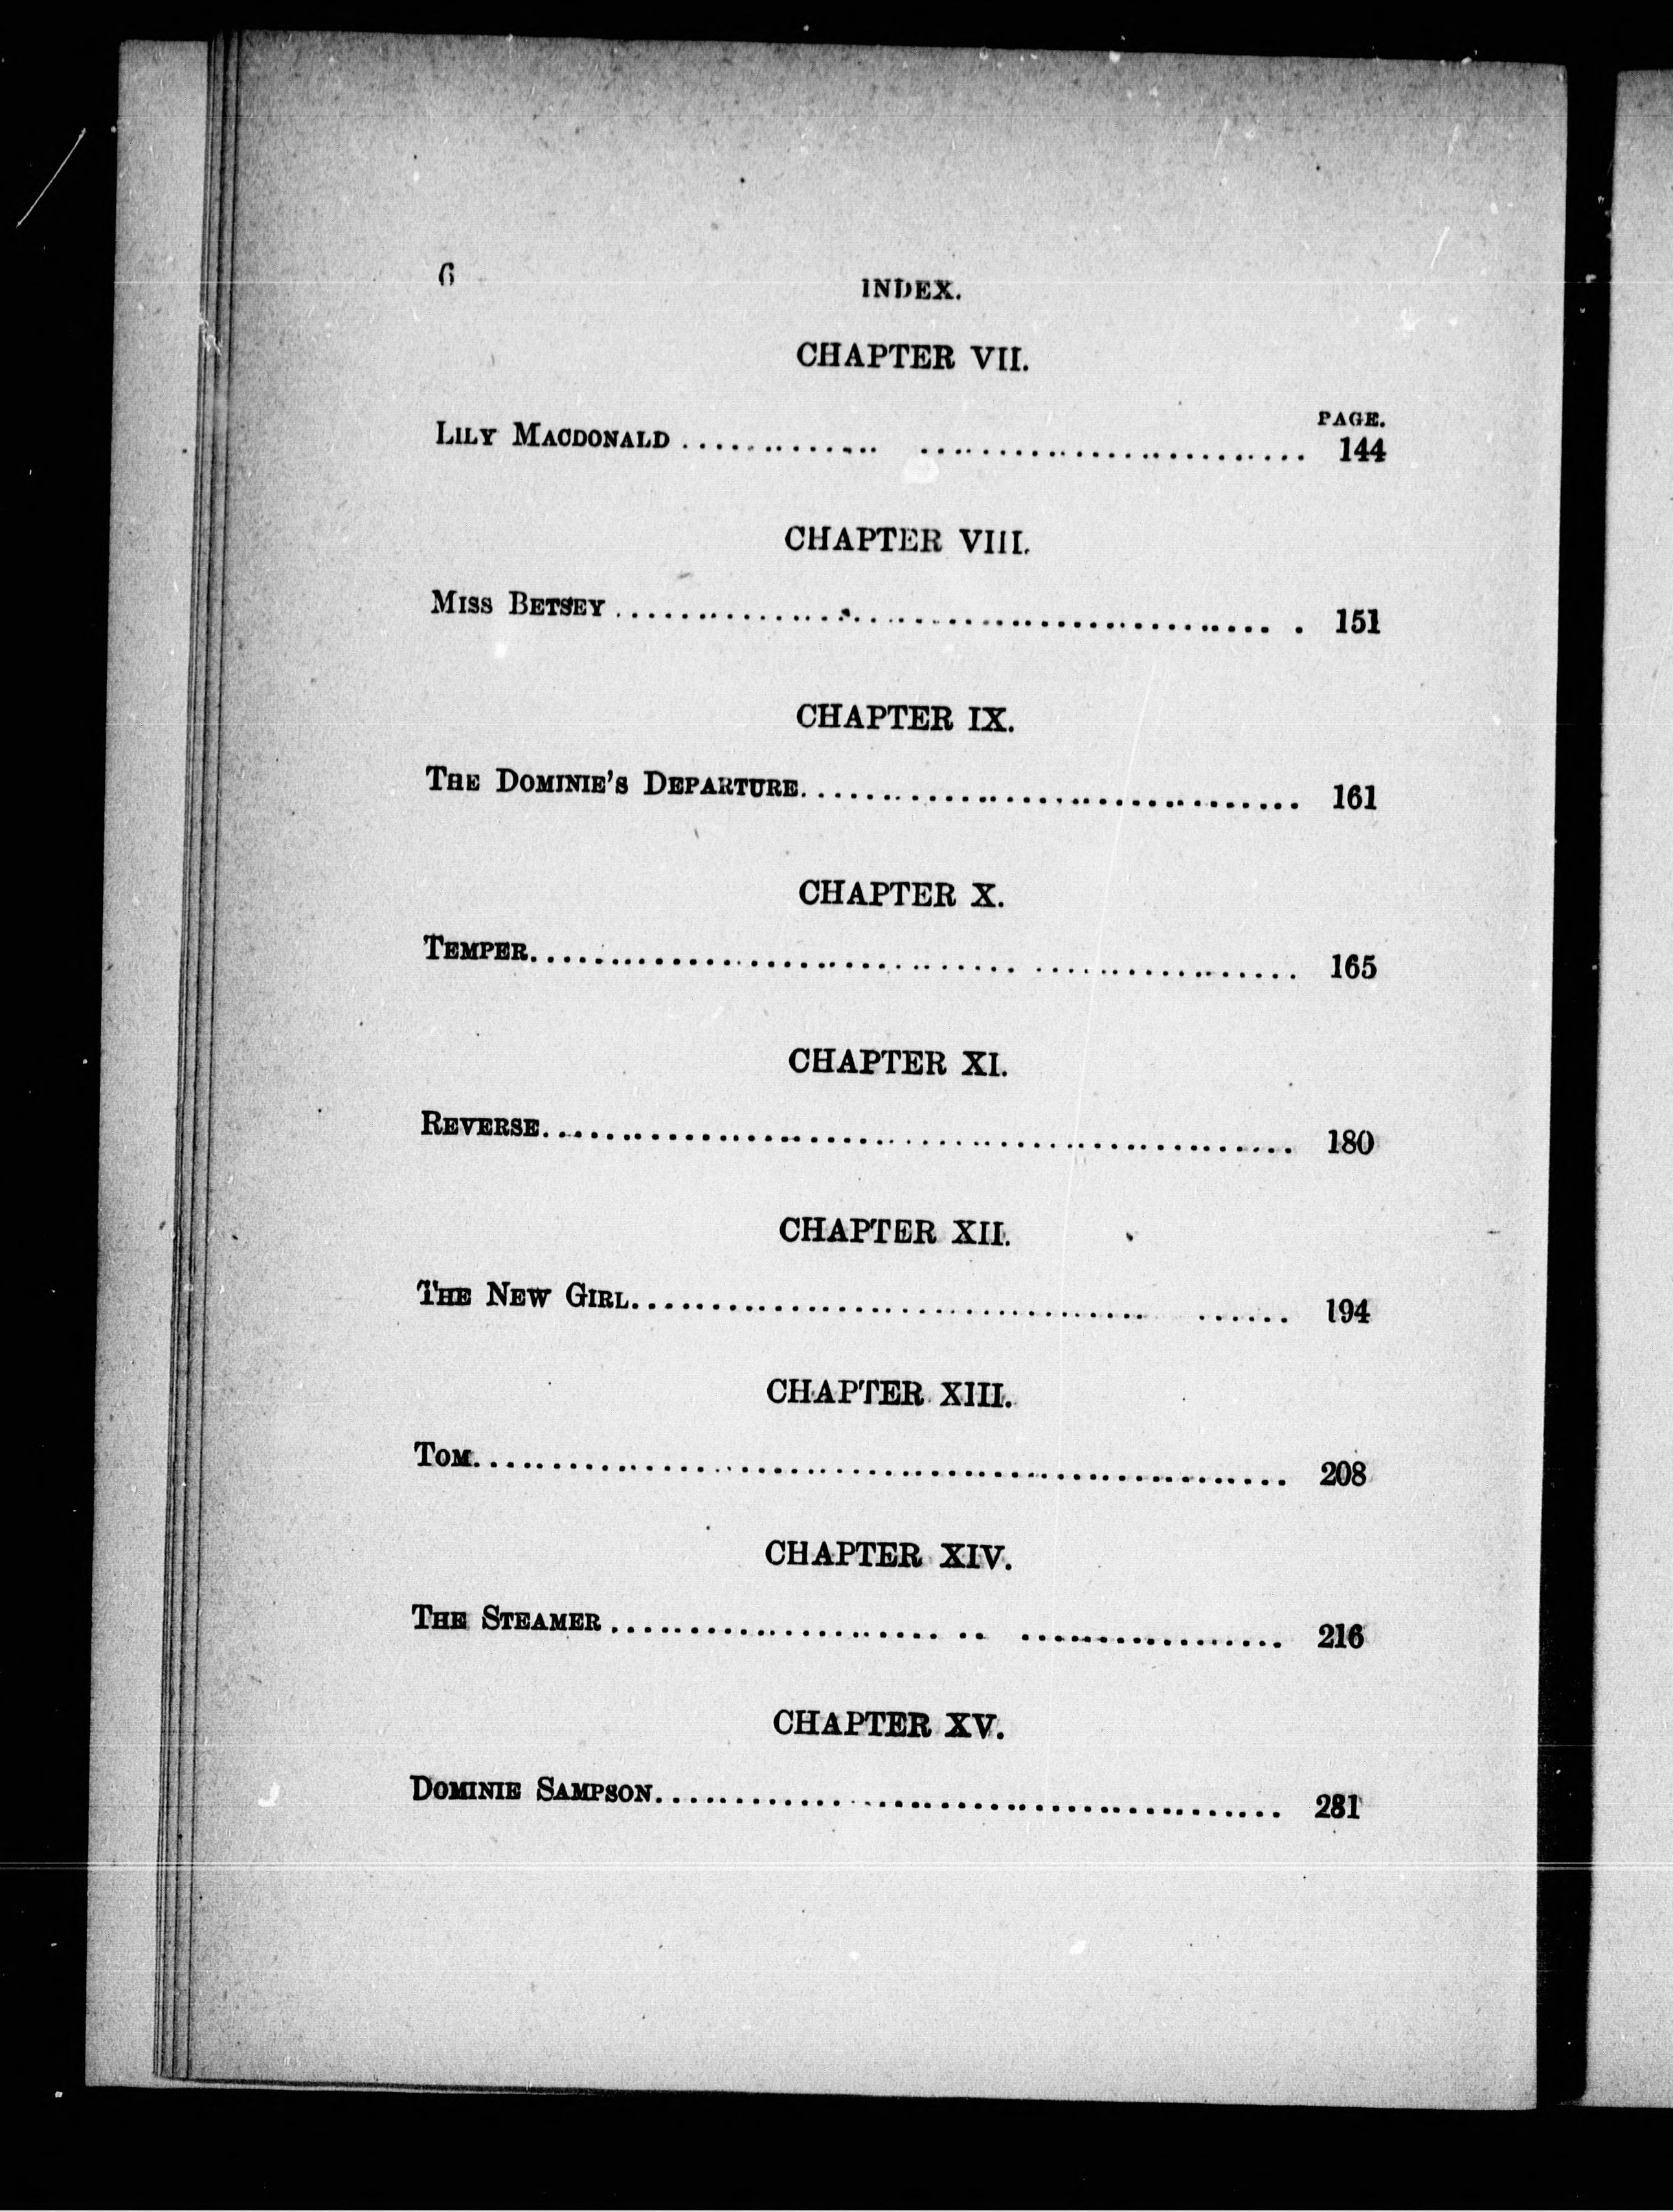 6
INDEX.
CHAPTER VII.
PAGE.
LILY MACDONALD ........................................ 144
CHAPTER VIII.
MISS BETSEY ............................................ 151
CHAPTER IX.
THE DOMINIE'S DEPARTURE................................ 161
CHAPTER X.
TEMPER................................................. 165
CHAPTER XI.
REVERSE................................................ 180
CHAPTER XII.
THE NEW GIRL........................................... 194
CHAPTER XIII.
TOM.................................................... 208
CHAPTER XIV.
THE STEAMER ........................................... 216
CHAPTER XV.
DOMINIE SAMPSON........................................ 231